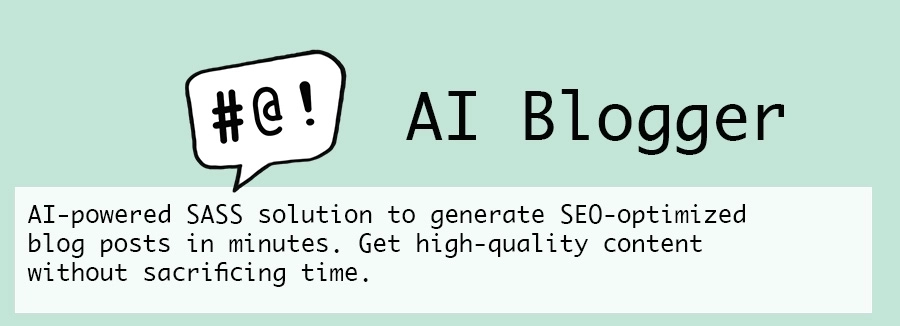 #@!
AI Blogger
AI-powered SASS solution to generate SEO-optimized
blog posts in minutes. Get high-quality content
without sacrificing time.